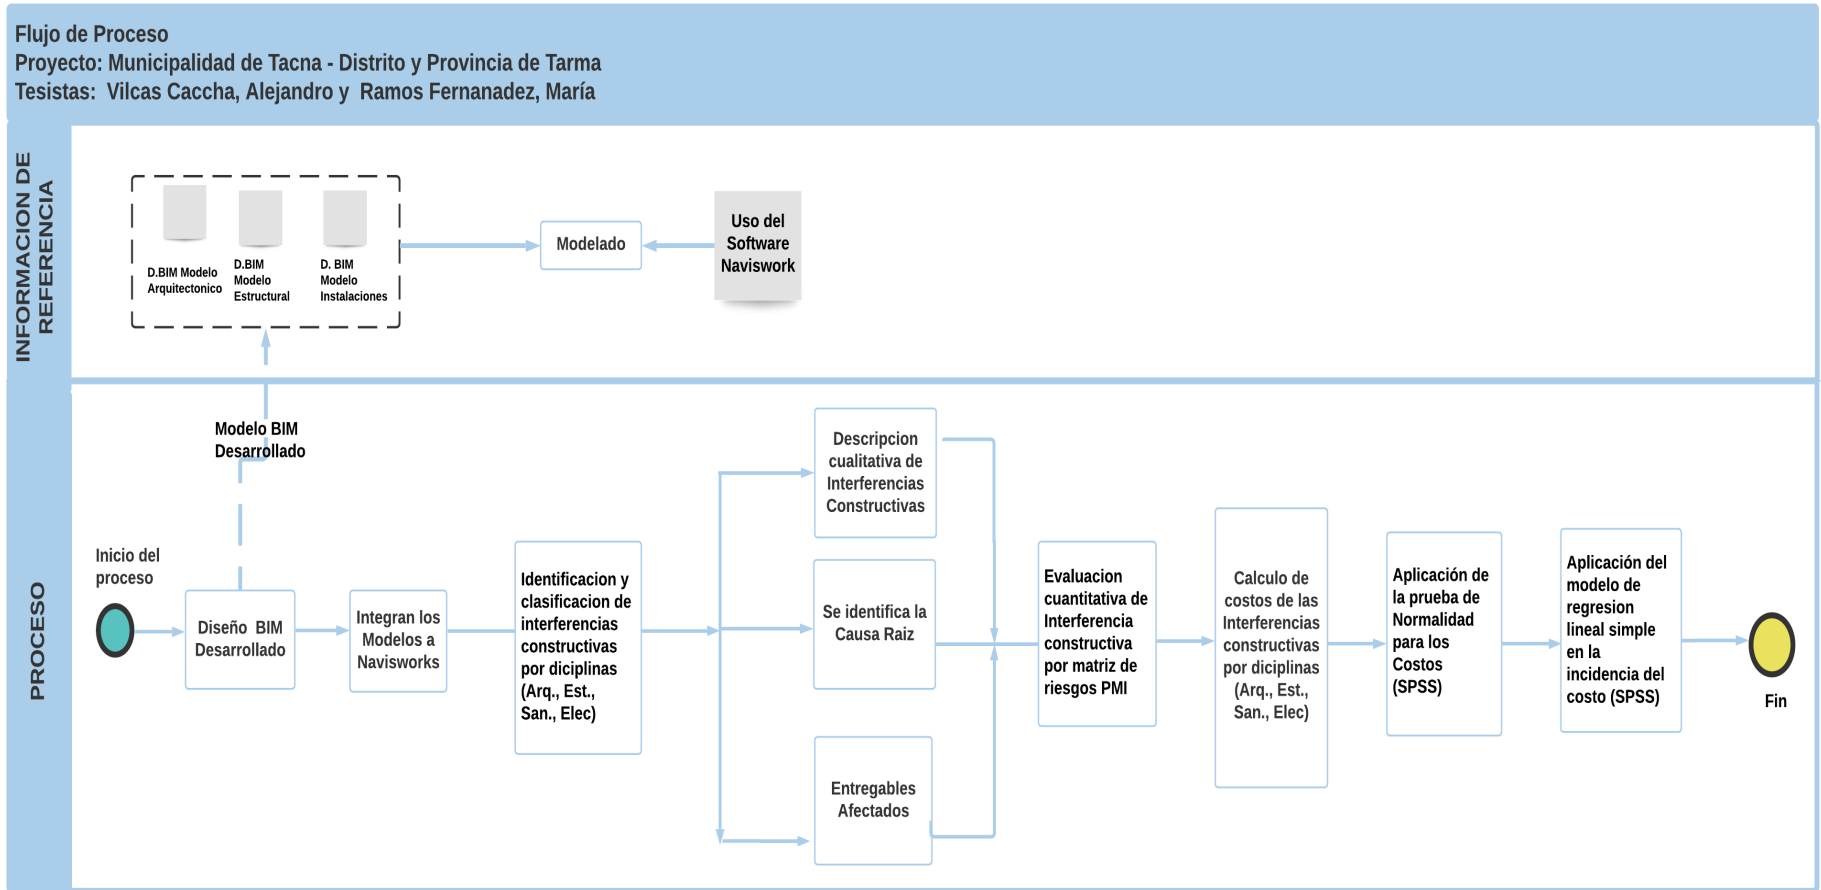 Flujo de Proceso
Proyecto: Municipalidad de Tacna - Distrito y Provincia de Tarma
Tesistas:  Vilcas Caccha, Alejandro y  Ramos Fernanadez, María
INFORMACION DE
REFERENCIA
D.BIM Modelo
Arquitectonico
D.BIM
Modelo
Estructural
D. BIM
Modelo
Instalaciones
Modelado
Uso del
Software
Naviswork
PROCESO
Modelo BIM
Desarrollado
Inicio del
proceso
Diseño  BIM
Desarrollado
Integran los
Modelos a
Navisworks
Identificacion y
clasificacion de
interferencias
constructivas
por diciplinas
(Arq., Est.,
San., Elec)
Descripcion
cualitativa de
Interferencias
Constructivas
Se identifica la
Causa Raiz
Entregables
Afectados
Evaluacion
cuantitativa de
Interferencia
constructiva
por matriz de
riesgos PMI
Calculo de
costos de las
Interferencias
constructivas
por diciplinas
(Arq., Est.,
San., Elec)
Aplicación de
la prueba de
Normalidad
para los
Costos
(SPSS)
Aplicación del
modelo de
regresion
lineal simple
en la
incidencia del
costo (SPSS)
Fin